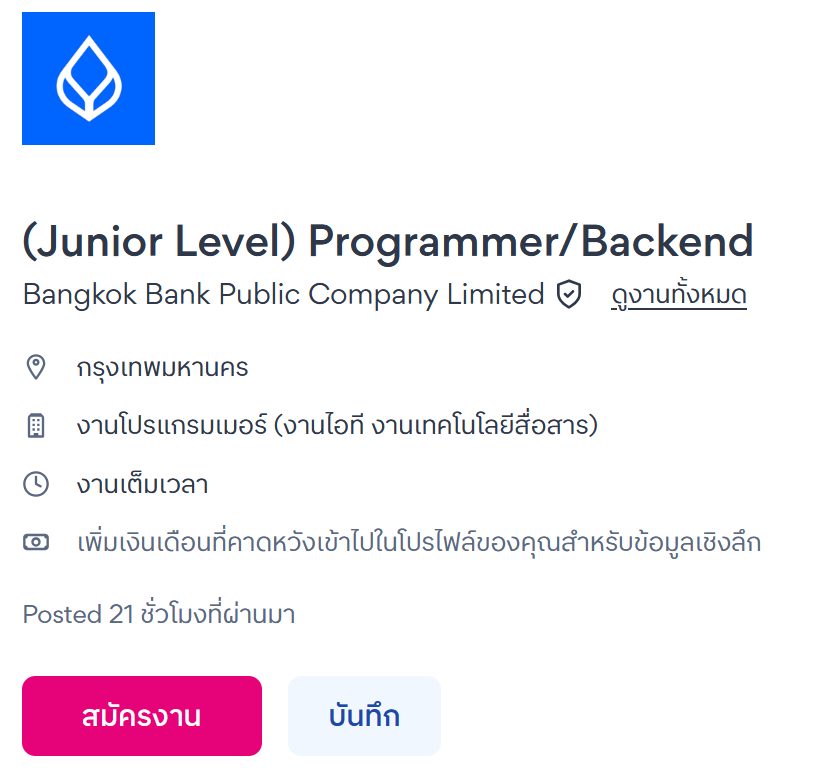 (Junior Level) Programmer/Backend
Bangkok Bank Public Company Limited ดูงานทั้งหมด
กรุงเทพมหานคร
งานโปรแกรมเมอร์ (งานไอที งานเทคโนโลยีสื่อสาร)
งานเต็มเวลา
เพิ่มเงินเดือนที่คาดหวังเข้าไปในโปรไฟล์ของคุณสำหรับข้อมูลเชิงลึก
Posted 21 ชั่วโมงที่ผ่านมา
สมัครงาน บันทึก